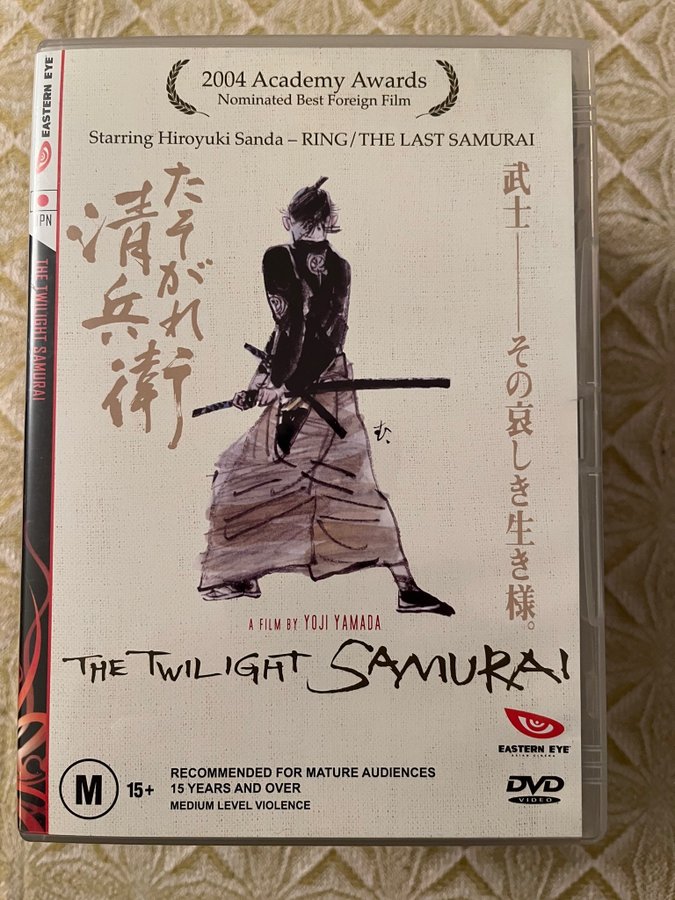 2004 Academy Awards
Nominated Best Foreign Film
Starring Hiroyuki Sanda – RING/THE LAST SAMURAI
武士――その哀しき生き様。
たそがれ
清兵衛
む、
A FILM BY YOJI YAMADA
THE TWILIGHT SAMURAI
EASTERN EYE
ASIAN CINEMA
M 15+
RECOMMENDED FOR MATURE AUDIENCES
15 YEARS AND OVER
MEDIUM LEVEL VIOLENCE
DVD
VIDEO
EASTERN EYE
JPN
THE TWILIGHT SAMURAI